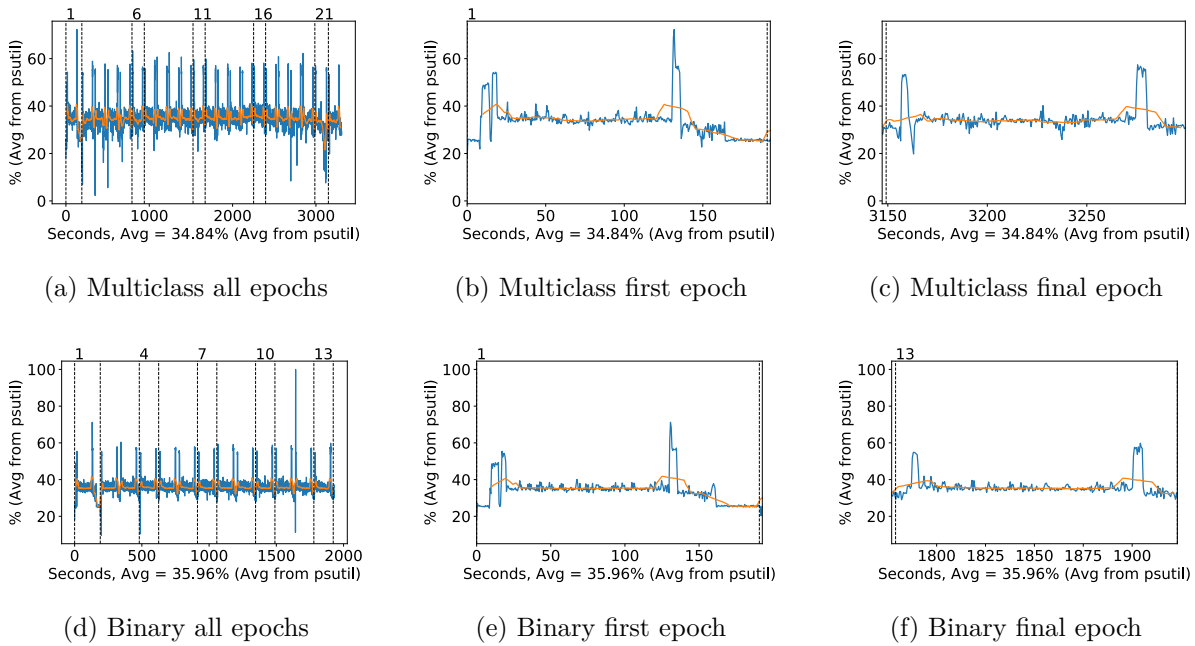 1 6 11 16 21
% (Avg from psutil)
60
40
20
0
0 1000 2000 3000
Seconds, Avg = 34.84% (Avg from psutil)
(a) Multiclass all epochs
1
% (Avg from psutil)
60
40
20
0
0 50 100 150
Seconds, Avg = 34.84% (Avg from psutil)
(b) Multiclass first epoch
% (Avg from psutil)
60
40
20
0
3150 3200 3250
Seconds, Avg = 34.84% (Avg from psutil)
(c) Multiclass final epoch
1 4 7 10 13
% (Avg from psutil)
100
80
60
40
20
0 500 1000 1500 2000
Seconds, Avg = 35.96% (Avg from psutil)
(d) Binary all epochs
1
% (Avg from psutil)
100
80
60
40
20
0 50 100 150
Seconds, Avg = 35.96% (Avg from psutil)
(e) Binary first epoch
13
% (Avg from psutil)
100
80
60
40
20
1800 1825 1850 1875 1900
Seconds, Avg = 35.96% (Avg from psutil)
(f) Binary final epoch